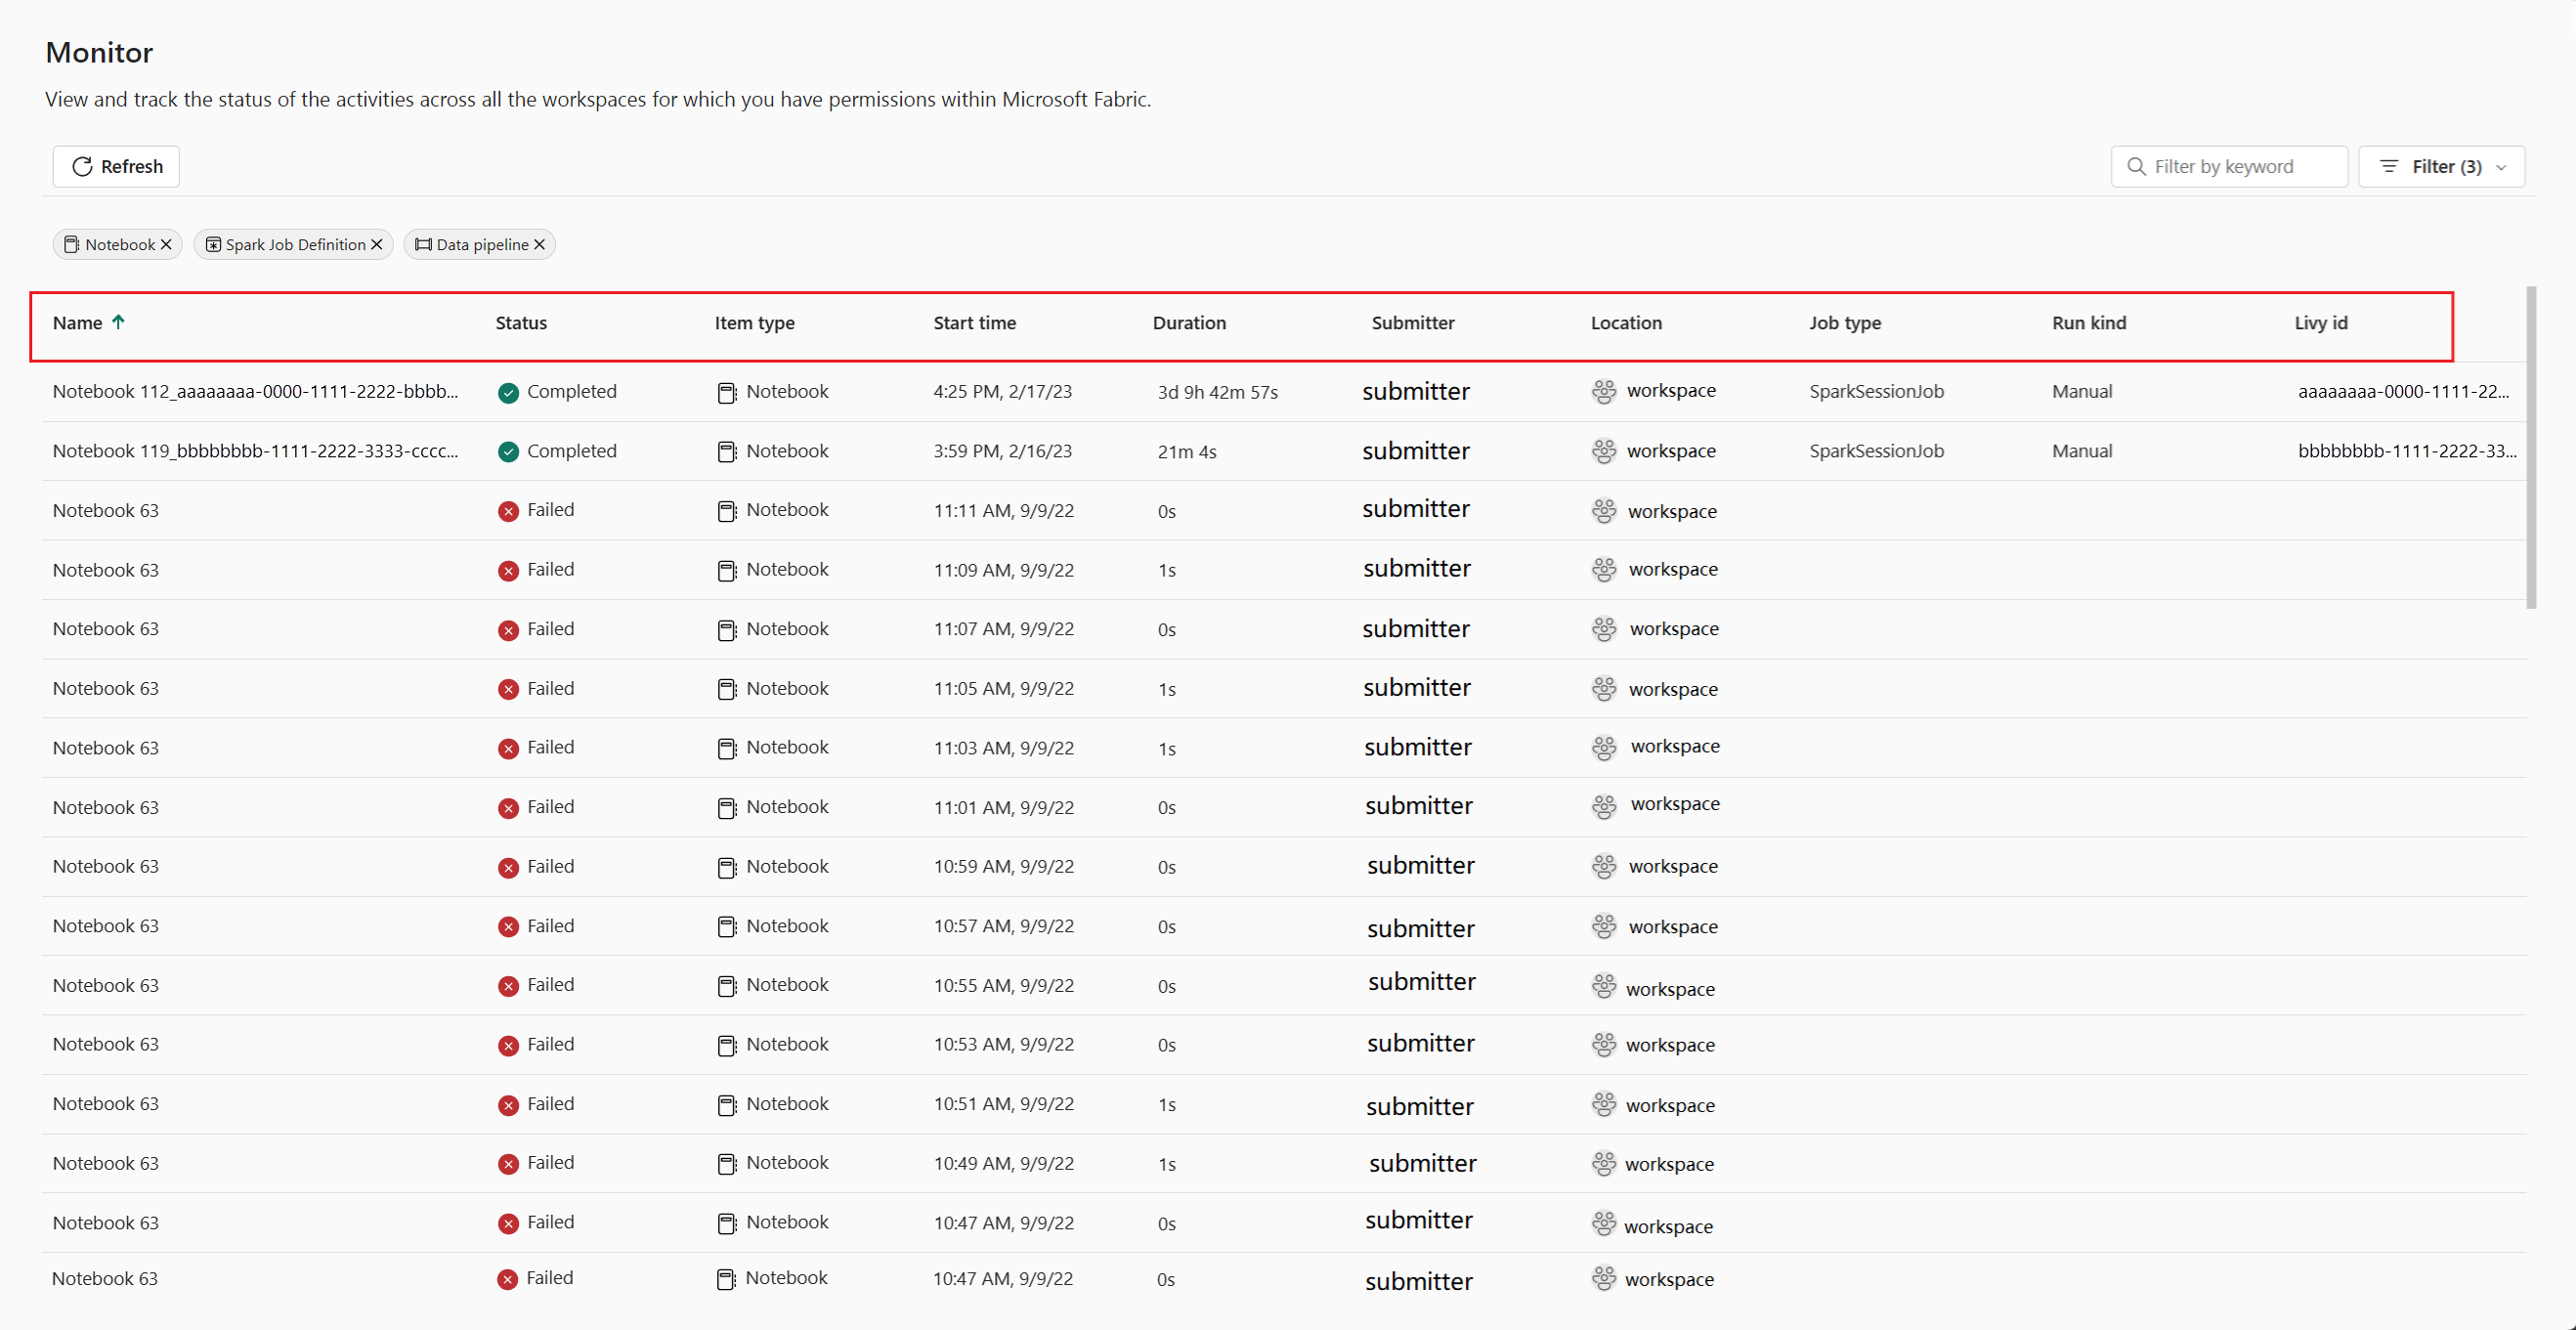 Monitor
View and track the status of the activities across all the workspaces for which you have permissions within Microsoft Fabric.
Refresh Filter by keyword Filter (3)
Notebook Spark Job Definition Data pipeline
Name Status Item type Start time Duration Submitter Location Job type Run kind Livy id
Notebook 112_aaaaaaaa-0000-1111-2222-bbbb... Completed Notebook 4:25 PM, 2/17/23 3d 9h 42m 57s submitter workspace SparkSessionJob Manual aaaaaaaa-0000-1111-22...
Notebook 119_bbbbbbbb-1111-2222-3333-cccc... Completed Notebook 3:59 PM, 2/16/23 21m 4s submitter workspace SparkSessionJob Manual bbbbbbbb-1111-2222-33...
Notebook 63 Failed Notebook 11:11 AM, 9/9/22 0s submitter workspace
Notebook 63 Failed Notebook 11:09 AM, 9/9/22 1s submitter workspace
Notebook 63 Failed Notebook 11:07 AM, 9/9/22 0s submitter workspace
Notebook 63 Failed Notebook 11:05 AM, 9/9/22 1s submitter workspace
Notebook 63 Failed Notebook 11:03 AM, 9/9/22 1s submitter workspace
Notebook 63 Failed Notebook 11:01 AM, 9/9/22 0s submitter workspace
Notebook 63 Failed Notebook 10:59 AM, 9/9/22 0s submitter workspace
Notebook 63 Failed Notebook 10:57 AM, 9/9/22 0s submitter workspace
Notebook 63 Failed Notebook 10:55 AM, 9/9/22 0s submitter workspace
Notebook 63 Failed Notebook 10:53 AM, 9/9/22 0s submitter workspace
Notebook 63 Failed Notebook 10:51 AM, 9/9/22 1s submitter workspace
Notebook 63 Failed Notebook 10:49 AM, 9/9/22 1s submitter workspace
Notebook 63 Failed Notebook 10:47 AM, 9/9/22 0s submitter workspace
Notebook 63 Failed Notebook 10:47 AM, 9/9/22 0s submitter workspace